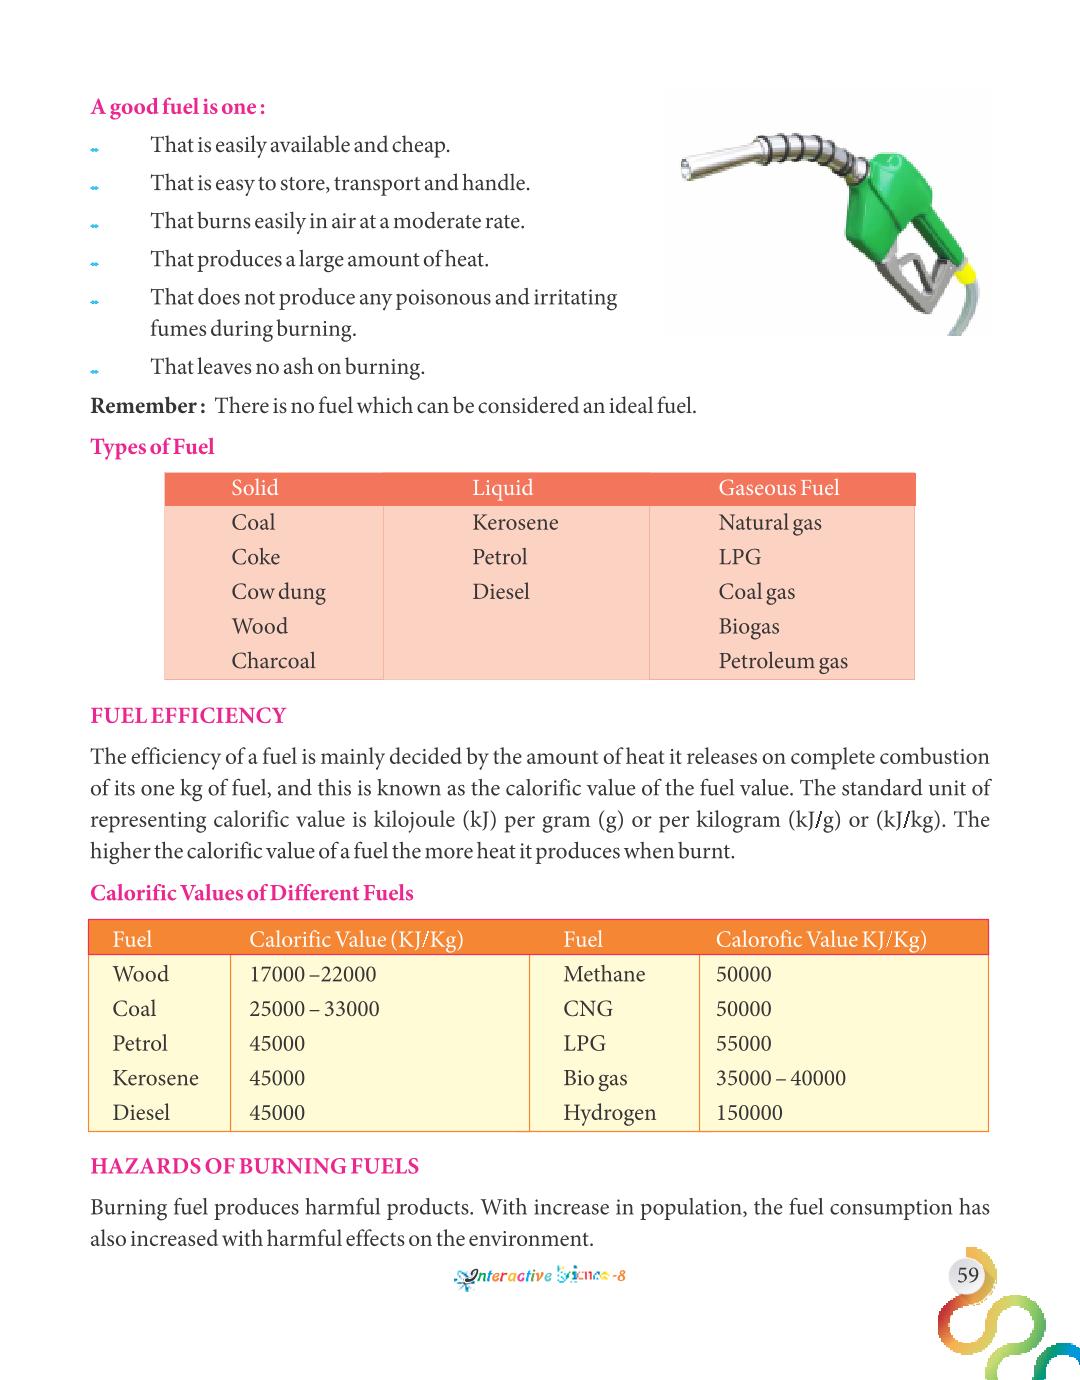 A good fuel is one :
That is easily available and cheap.
That is easy to store, transport and handle.
That burns easily in air at a moderate rate.
That produces a large amount of heat.
That does not produce any poisonous and irritating
fumes during burning.
That leaves no ash on burning.
Remember : There is no fuel which can be considered an ideal fuel.
Types of Fuel
Solid Liquid Gaseous Fuel
Coal Kerosene Natural gas
Coke Petrol LPG
Cow dung Diesel Coal gas
Wood Biogas
Charcoal Petroleum gas
FUEL EFFICIENCY
The efficiency of a fuel is mainly decided by the amount of heat it releases on complete combustion
of its one kg of fuel, and this is known as the calorific value of the fuel value. The standard unit of
representing calorific value is kilojoule (kJ) per gram (g) or per kilogram (kJ/g) or (kJ/kg). The
higher the calorific value of a fuel the more heat it produces when burnt.
Calorific Values of Different Fuels
Fuel Calorific Value (KJ/Kg) Fuel Calorofic Value KJ/Kg)
Wood 17000 –22000 Methane 50000
Coal 25000 – 33000 CNG 50000
Petrol 45000 LPG 55000
Kerosene 45000 Bio gas 35000 – 40000
Diesel 45000 Hydrogen 150000
HAZARDS OF BURNING FUELS
Burning fuel produces harmful products. With increase in population, the fuel consumption has
also increased with harmful effects on the environment.
Interactive Science -8
59